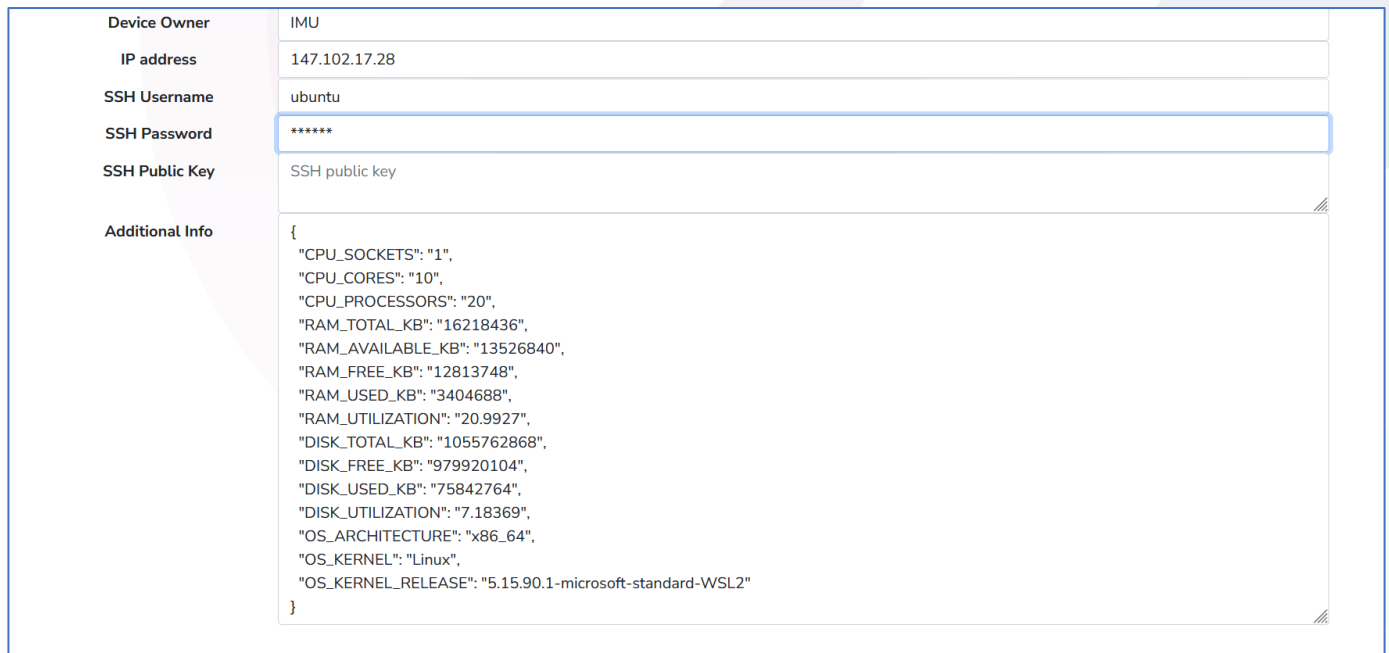 Device Owner IMU
IP address 147.102.17.28
SSH Username ubuntu
SSH Password ******
SSH Public Key SSH public key
Additional Info {
"CPU_SOCKETS": "1",
"CPU_CORES": "10",
"CPU_PROCESSORS": "20",
"RAM_TOTAL_KB": "16218436",
"RAM_AVAILABLE_KB": "13526840",
"RAM_FREE_KB": "12813748",
"RAM_USED_KB": "3404688",
"RAM_UTILIZATION": "20.9927",
"DISK_TOTAL_KB": "1055762868",
"DISK_FREE_KB": "979920104",
"DISK_USED_KB": "75842764",
"DISK_UTILIZATION": "7.18369",
"OS_ARCHITECTURE": "x86_64",
"OS_KERNEL": "Linux",
"OS_KERNEL_RELEASE": "5.15.90.1-microsoft-standard-WSL2"
}